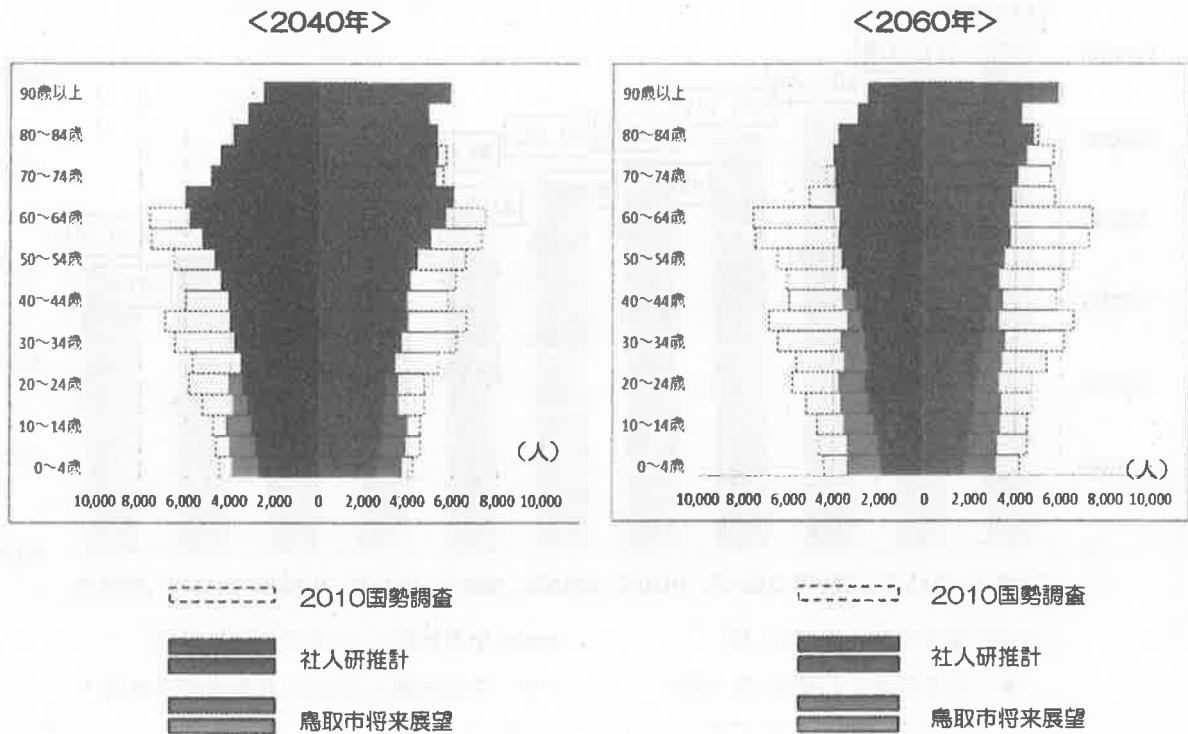 <2040年>
90歳以上
80～84歳
70～74歳
60～64歳
50～54歳
40～44歳
30～34歳
20～24歳
10～14歳
0～4歳
(人)
10,000 8,000 6,000 4,000 2,000 0 2,000 4,000 6,000 8,000 10,000
2010国勢調査
社人研推計
鳥取市将来展望
<2060年>
90歳以上
80～84歳
70～74歳
60～64歳
50～54歳
40～44歳
30～34歳
20～24歳
10～14歳
0～4歳
(人)
10,000 8,000 6,000 4,000 2,000 0 2,000 4,000 6,000 8,000 10,000
2010国勢調査
社人研推計
鳥取市将来展望